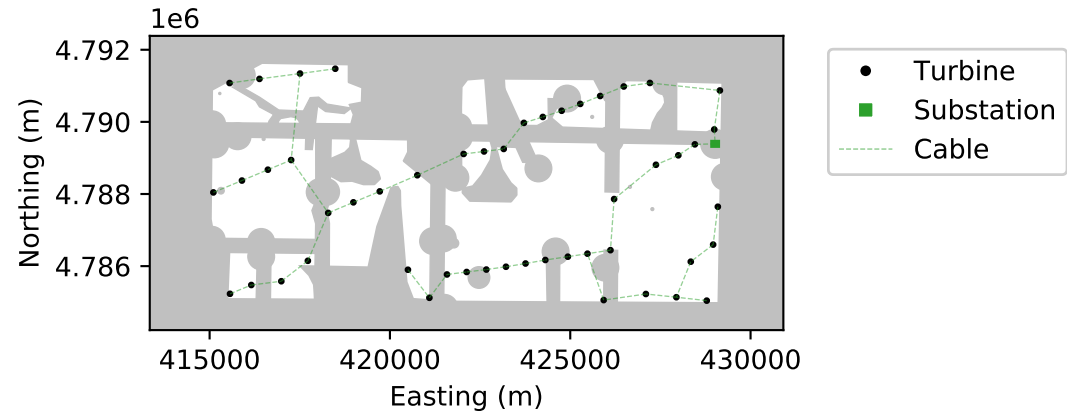 1e6
4.792
4.790
4.788
4.786
Northing (m)
415000 420000 425000 430000
Easting (m)
Turbine
Substation
Cable